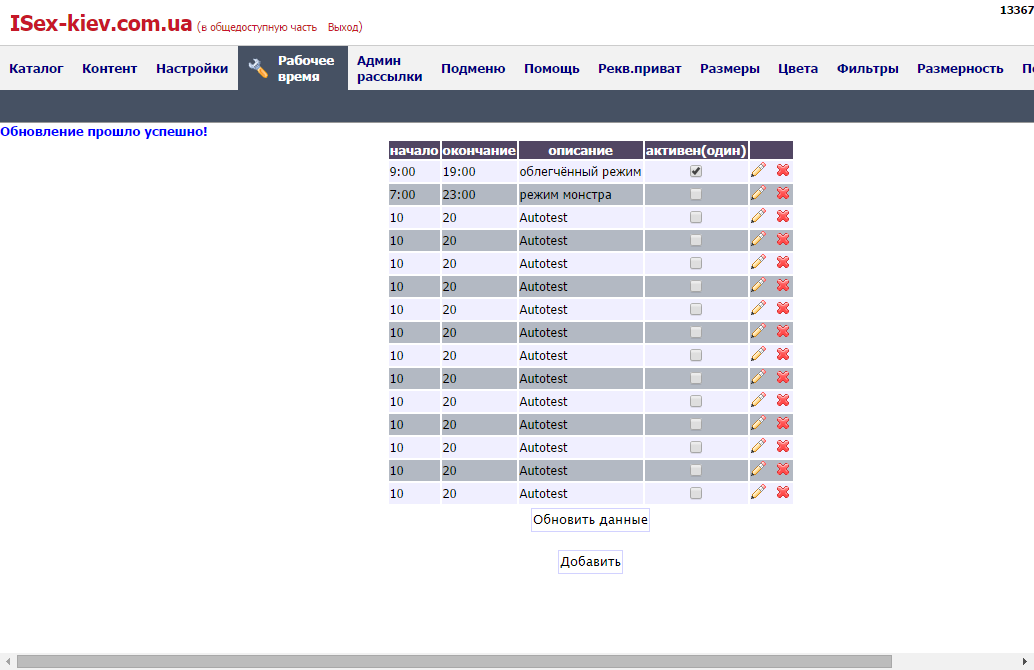 13367
ISex-kiev.com.ua (в общедоступную часть Выход)
Каталог Контент Настройки Рабочее время Админ рассылки Подменю Помощь Рекв.приват Размеры Цвета Фильтры Размерность П
Обновление прошло успешно!
начало окончание описание активен(один)
9:00 19:00 облегчённый режим
7:00 23:00 режим монстра
10 20 Autotest
10 20 Autotest
10 20 Autotest
10 20 Autotest
10 20 Autotest
10 20 Autotest
10 20 Autotest
10 20 Autotest
10 20 Autotest
10 20 Autotest
10 20 Autotest
10 20 Autotest
10 20 Autotest
Обновить данные
Добавить